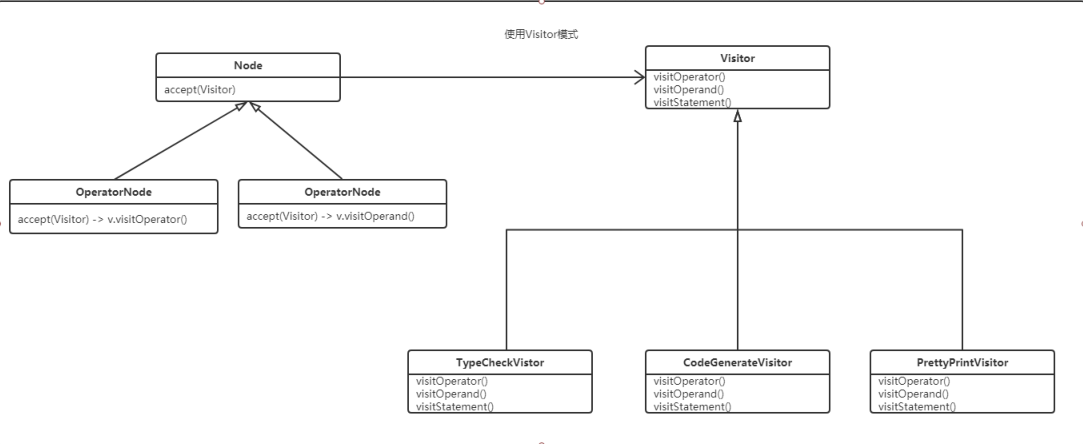 使用Visitor模式
Node
accept(Visitor)
Visitor
visitOperator()
visitOperand()
visitStatement()
OperatorNode
accept(Visitor) -> v.visitOperator()
OperatorNode
accept(Visitor) -> v.visitOperand()
TypeCheckVistor
visitOperator()
visitOperand()
visitStatement()
CodeGenerateVisitor
visitOperator()
visitOperand()
visitStatement()
PrettyPrintVisitor
visitOperator()
visitOperand()
visitStatement()